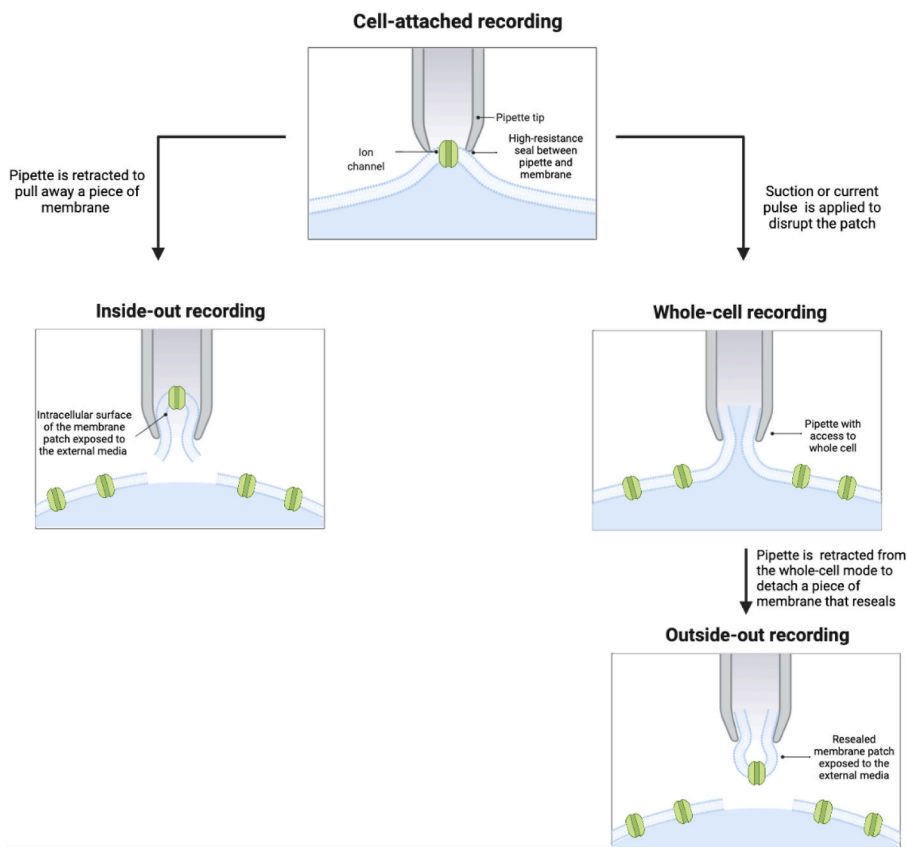 Cell-attached recording
Pipette tip
Ion
channel
High-resistance
seal between
pipette and
membrane
Pipette is retracted to
pull away a piece of
membrane
Suction or current
pulse is applied to
disrupt the patch
Inside-out recording
Intracellular surface
of the membrane
patch exposed to
the external media
Whole-cell recording
Pipette with
access to
whole cell
Pipette is retracted from
the whole-cell mode to
detach a piece of
membrane that reseals
Outside-out recording
Resealed
membrane patch
exposed to the
external media